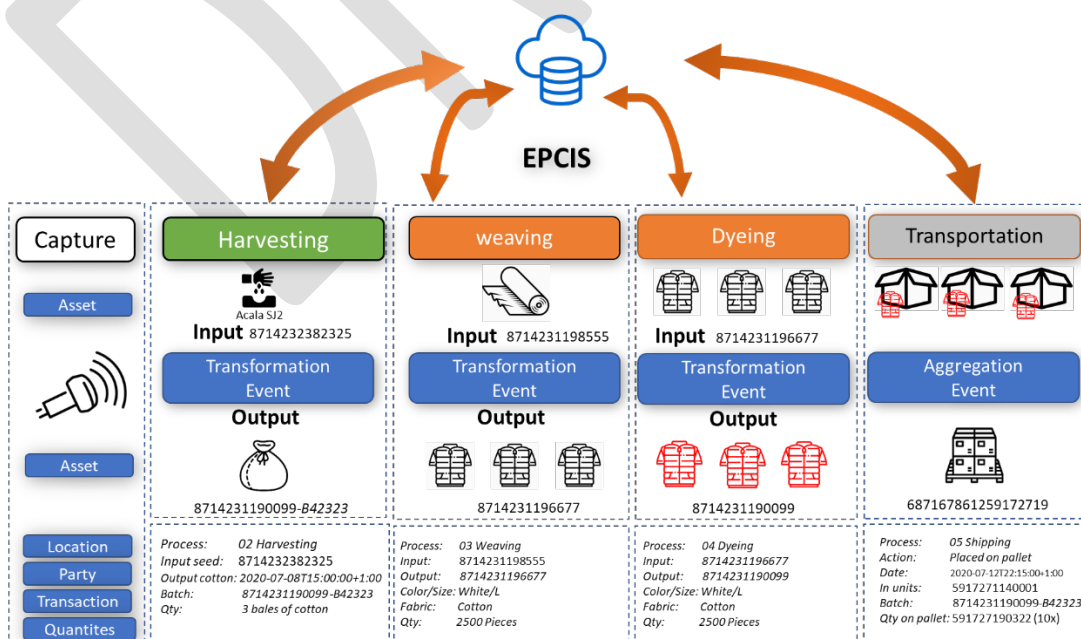 EPCIS
Capture
Asset
Asset
Location
Party
Transaction
Quantites
Harvesting
Acala SJ2
Input 8714232382325
Transformation
Event
Output
8714231190099-B42323
Process: 02 Harvesting
Input seed: 8714232382325
Output cotton: 2020-07-08T15:00:00+1:00
Batch: 8714231190099-B42323
Qty: 3 bales of cotton
weaving
Input 8714231198555
Transformation
Event
Output
8714231196677
Process: 03 Weaving
Input: 8714231198555
Output: 8714231196677
Color/Size: White/L
Fabric: Cotton
Qty: 2500 Pieces
Dyeing
Input 8714231196677
Transformation
Event
Output
8714231190099
Process: 04 Dyeing
Input: 8714231196677
Output: 8714231190099
Color/Size: White/L
Fabric: Cotton
Qty: 2500 Pieces
Transportation
Aggregation
Event
687167861259172719
Process: 05 Shipping
Action: Placed on pallet
Date: 2020-07-12T22:15:00+1:00
In units: 5917271140001
Batch: 8714231190099-B42323
Qty on pallet: 591727190322 (10x)